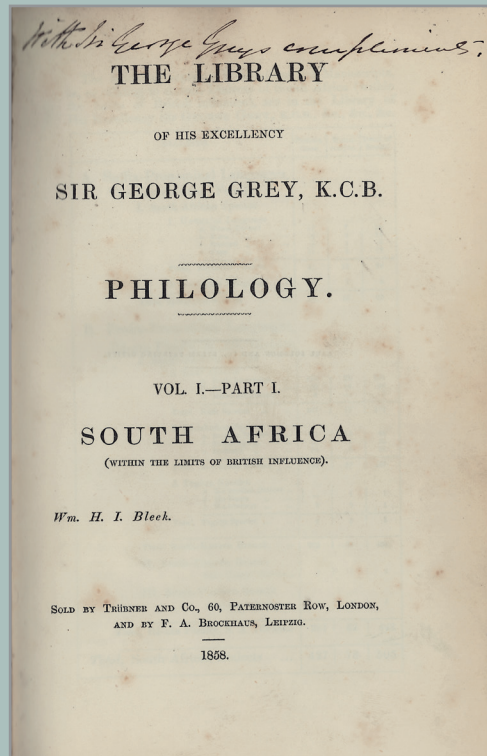 With Sir George Greys compliments.
THE LIBRARY
OF HIS EXCELLENCY
SIR GEORGE GREY, K.C.B.
PHILOLOGY.
VOL. I.—PART I.
SOUTH AFRICA
(WITHIN THE LIMITS OF BRITISH INFLUENCE).
Wm. H. I. Bleek.
SOLD BY TRÜBNER AND CO., 60, PATERNOSTER ROW, LONDON,
AND BY F. A. BROCKHAUS, LEIPZIG.
1858.